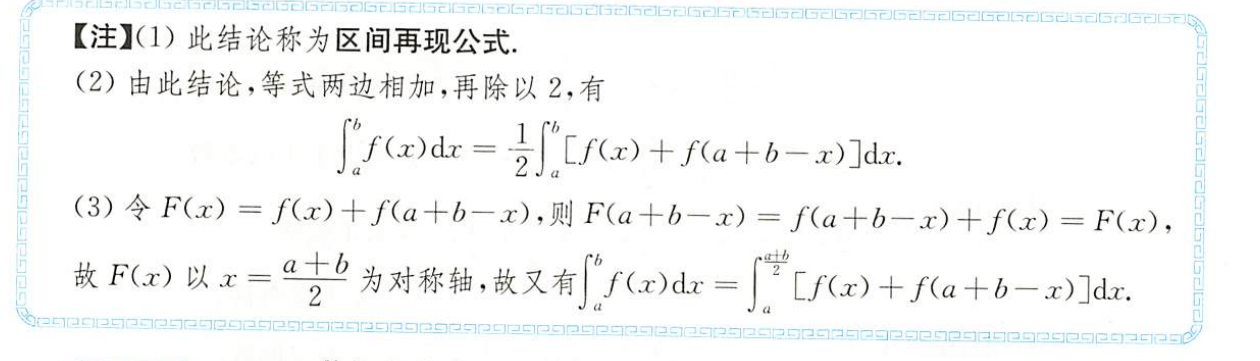 【注】(1) 此结论称为区间再现公式.
(2) 由此结论,等式两边相加,再除以 2,有
$\int_a^b f(x)\mathrm{d}x = \frac{1}{2}\int_a^b [f(x)+f(a+b-x)]\mathrm{d}x.$
(3) 令 $F(x)=f(x)+f(a+b-x)$,则 $F(a+b-x)=f(a+b-x)+f(x)=F(x)$,
故 $F(x)$ 以 $x=\frac{a+b}{2}$ 为对称轴,故又有$\int_a^b f(x)\mathrm{d}x = \int_a^{\frac{a+b}{2}} [f(x)+f(a+b-x)]\mathrm{d}x.$